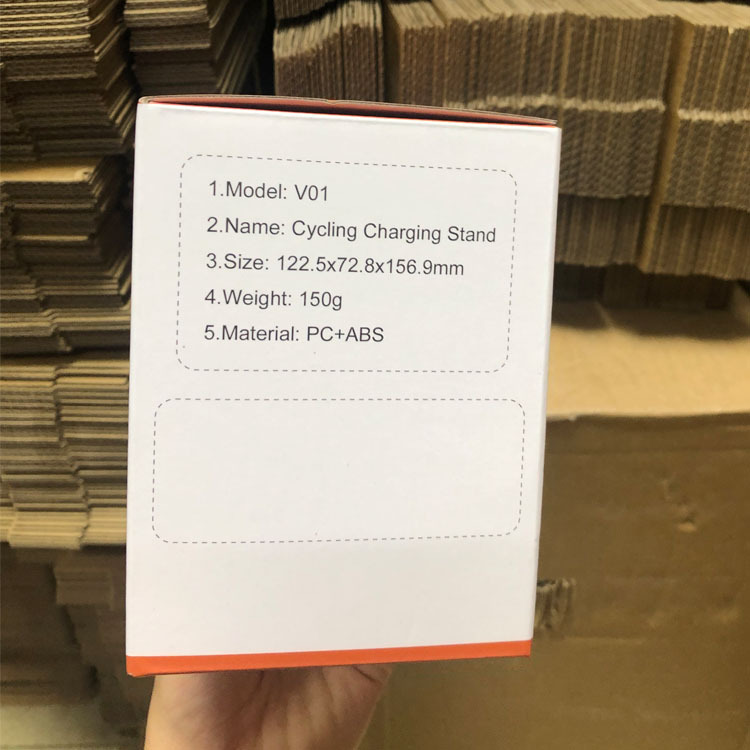 1.Model: V01
2.Name: Cycling Charging Stand
3.Size: 122.5x72.8x156.9mm
4.Weight: 150g
5.Material: PC+ABS